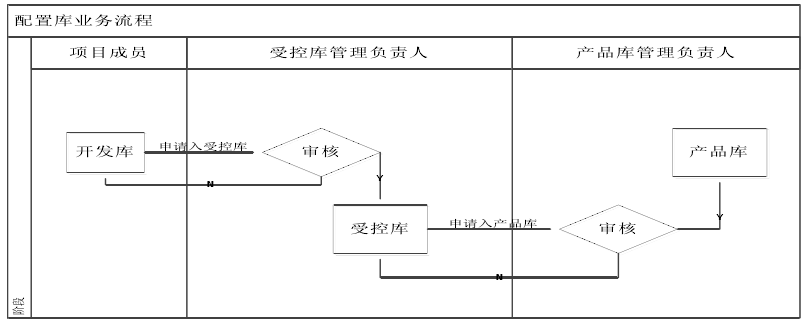 配置库业务流程
项目成员
受控库管理负责人
产品库管理负责人
开发库
申请入受控库
审核
产品库
N
Y
受控库
申请入产品库
审核
Y
N
阶段